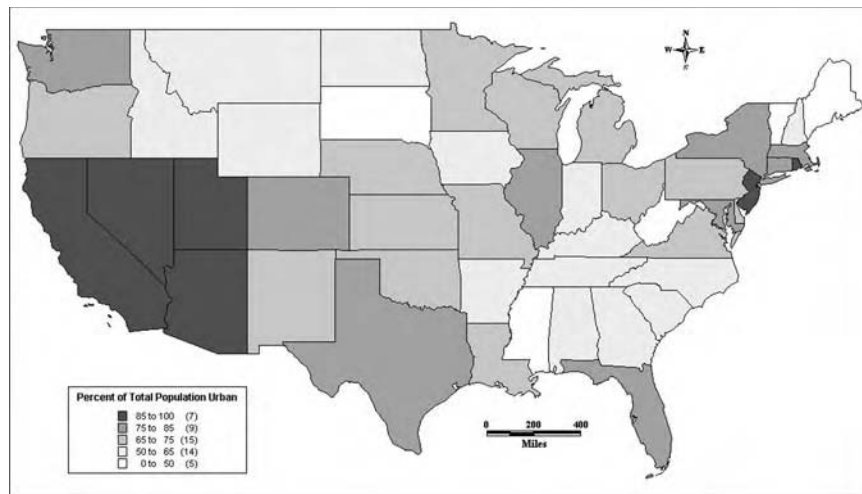 N
W E
S
Percent of Total Population Urban
85 to 100 (7)
75 to 85 (9)
65 to 75 (15)
50 to 65 (14)
0 to 50 (5)
0 200 400
Miles